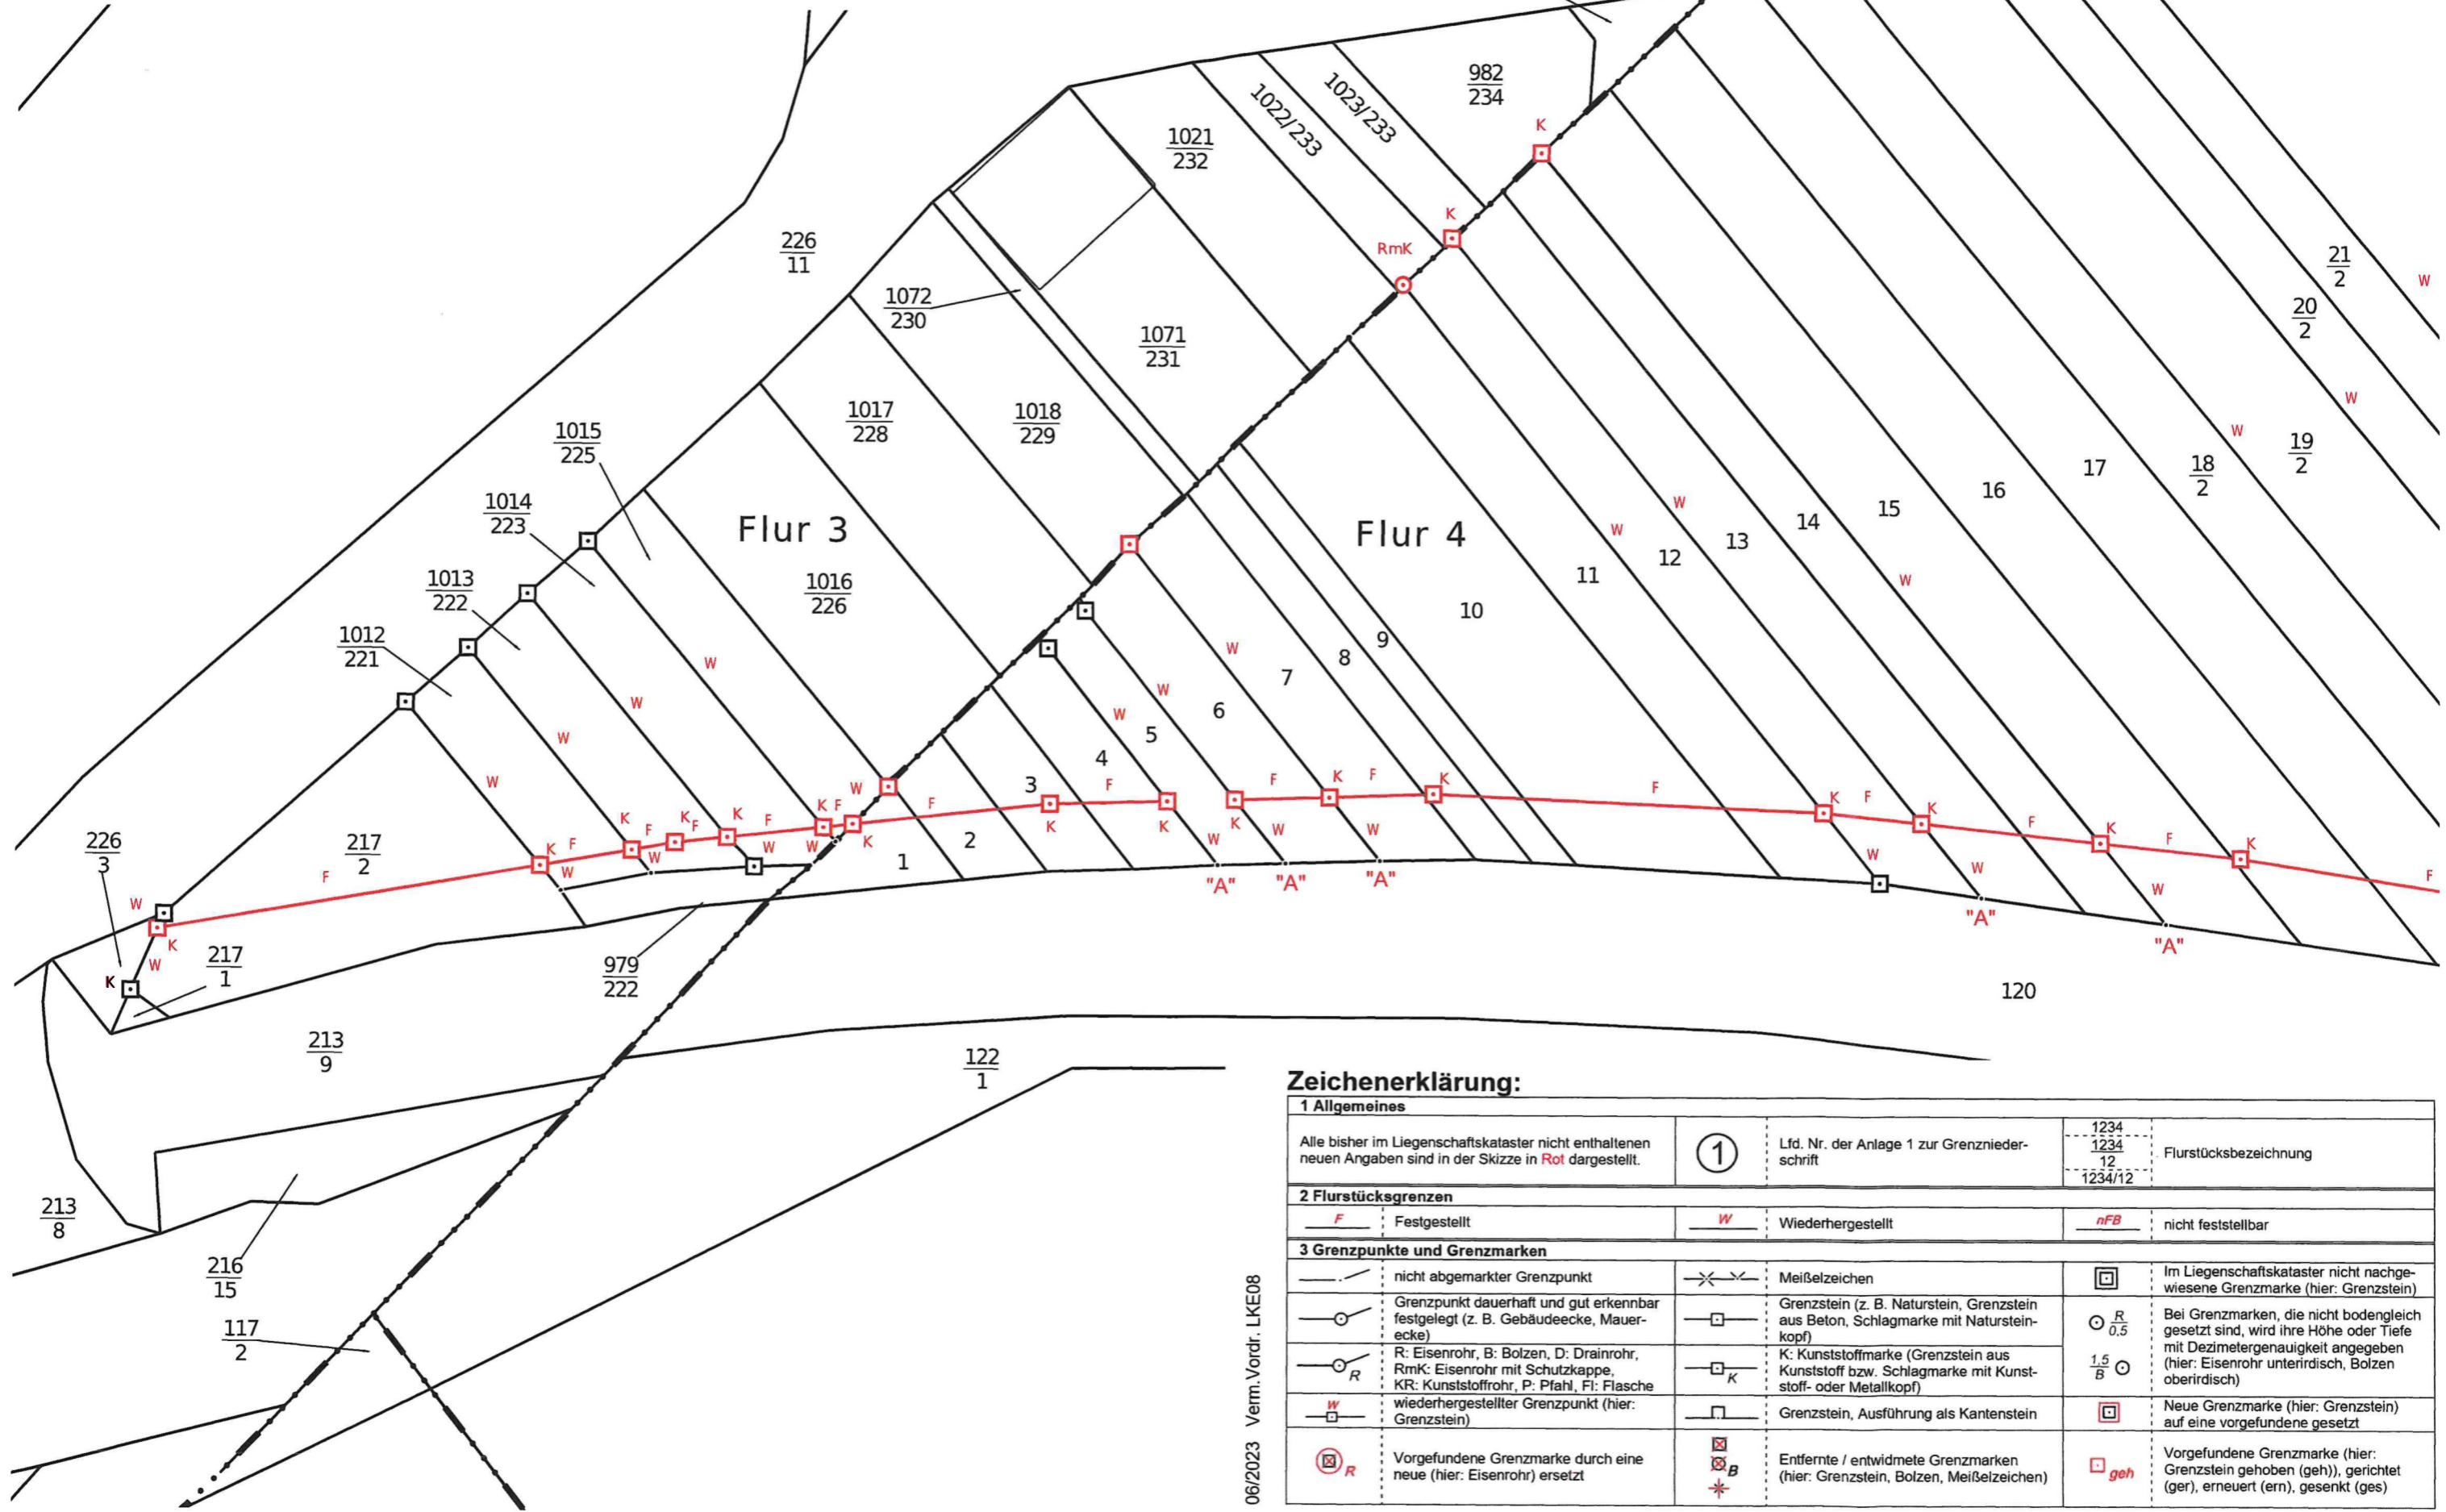 982
234
K
1023/233
1022/233
1021
232
K
RmK
226
11
21
2
W
20
2
1072
230
1071
231
W
1017
228
1018
229
W
19
2
1015
225
17
18
2
1014
223
W
16
15
Flur 3
Flur 4
W
14
13
12
11
W
1013
222
1016
226
10
1012
221
9
8
W
7
W
W
6
W
W
5
W
4
W
W
3
F
F
K
F
K
F
K
F
W
K
F
K
F
K
F
K
F
K
F
K
F
K
F
K
K
K
K
K
F
F
2
1
W
W
W
W
W
W
W
W
W
W
226
3
217
2
F
"A"
"A"
"A"
"A"
"A"
W
K
W
K
217
1
979
222
120
213
9
122
1
213
8
216
15
117
2
Zeichenerklärung:
1 Allgemeines
Alle bisher im Liegenschaftskataster nicht enthaltenen
neuen Angaben sind in der Skizze in Rot dargestellt.
1
Lfd. Nr. der Anlage 1 zur Grenznieder-
schrift
1234
1234
12
1234/12
Flurstücksbezeichnung
2 Flurstücksgrenzen
F
Festgestellt
W
Wiederhergestellt
nFB
nicht feststellbar
3 Grenzpunkte und Grenzmarken
nicht abgemarkter Grenzpunkt
Meißelzeichen
Im Liegenschaftskataster nicht nachge-
wiesene Grenzmarke (hier: Grenzstein)
Grenzpunkt dauerhaft und gut erkennbar
festgelegt (z. B. Gebäudeecke, Mauer-
ecke)
Grenzstein (z. B. Naturstein, Grenzstein
aus Beton, Schlagmarke mit Naturstein-
kopf)
R
0,5
1,5
B
Bei Grenzmarken, die nicht bodengleich
gesetzt sind, wird ihre Höhe oder Tiefe
mit Dezimetergenauigkeit angegeben
(hier: Eisenrohr unterirdisch, Bolzen
oberirdisch)
R
R: Eisenrohr, B: Bolzen, D: Drainrohr,
RmK: Eisenrohr mit Schutzkappe,
KR: Kunststoffrohr, P: Pfahl, Fl: Flasche
K
K: Kunststoffmarke (Grenzstein aus
Kunststoff bzw. Schlagmarke mit Kunst-
stoff- oder Metallkopf)
W
wiederhergestellter Grenzpunkt (hier:
Grenzstein)
Grenzstein, Ausführung als Kantenstein
Neue Grenzmarke (hier: Grenzstein)
auf eine vorgefundene gesetzt
R
Vorgefundene Grenzmarke durch eine
neue (hier: Eisenrohr) ersetzt
B
Entfernte / entwidmete Grenzmarken
(hier: Grenzstein, Bolzen, Meißelzeichen)
geh
Vorgefundene Grenzmarke (hier:
Grenzstein gehoben (geh)), gerichtet
(ger), erneuert (ern), gesenkt (ges)
06/2023 Verm.Vordr. LKE08